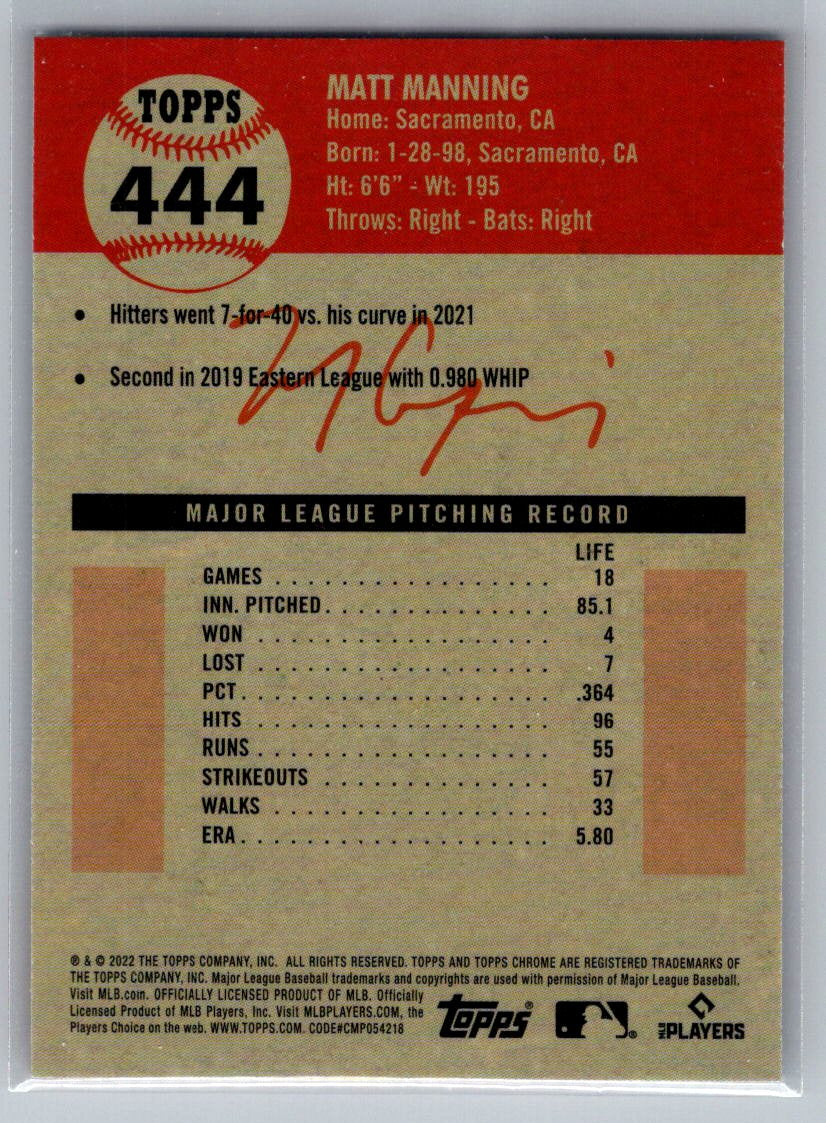 TOPPS
444
MATT MANNING
Home: Sacramento, CA
Born: 1-28-98, Sacramento, CA
Ht: 6'6" - Wt: 195
Throws: Right - Bats: Right
• Hitters went 7-for-40 vs. his curve in 2021
• Second in 2019 Eastern League with 0.980 WHIP
MAJOR LEAGUE PITCHING RECORD
LIFE
GAMES . . . . . . . . . . . . . . . . . . 18
INN. PITCHED. . . . . . . . . . . . . . . 85.1
WON . . . . . . . . . . . . . . . . . . . 4
LOST . . . . . . . . . . . . . . . . . . . 7
PCT. . . . . . . . . . . . . . . . . . . . .364
HITS . . . . . . . . . . . . . . . . . . . 96
RUNS . . . . . . . . . . . . . . . . . . . 55
STRIKEOUTS . . . . . . . . . . . . . . . 57
WALKS . . . . . . . . . . . . . . . . . . 33
ERA. . . . . . . . . . . . . . . . . . . . 5.80
® & © 2022 THE TOPPS COMPANY, INC. ALL RIGHTS RESERVED. TOPPS AND TOPPS CHROME ARE REGISTERED TRADEMARKS OF
THE TOPPS COMPANY, INC. Major League Baseball trademarks and copyrights are used with permission of Major League Baseball.
Visit MLB.com. OFFICIALLY LICENSED PRODUCT OF MLB. Officially
Licensed Product of MLB Players, Inc. Visit MLBPLAYERS.COM, the
Players Choice on the web. WWW.TOPPS.COM. CODE#CMP054218
Topps® ® MLB PLAYERS